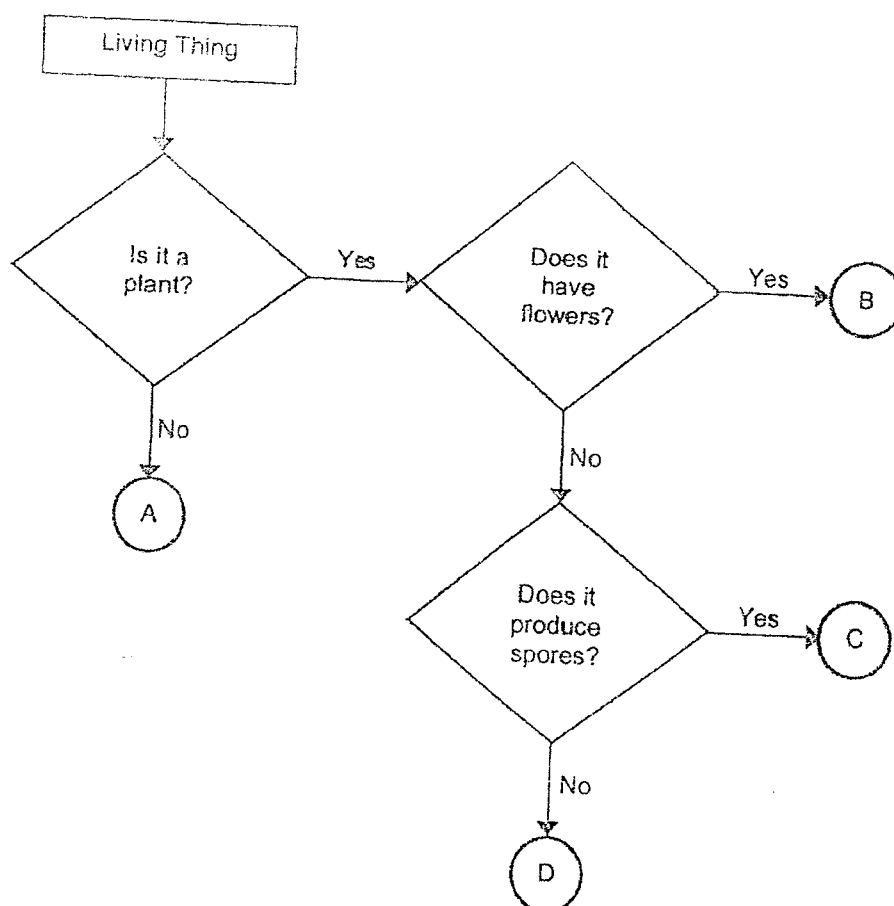 Living Thing
Is it a
plant?
Yes
Does it
have
flowers?
Yes
B
No
A
No
Does it
produce
spores?
Yes
C
No
D